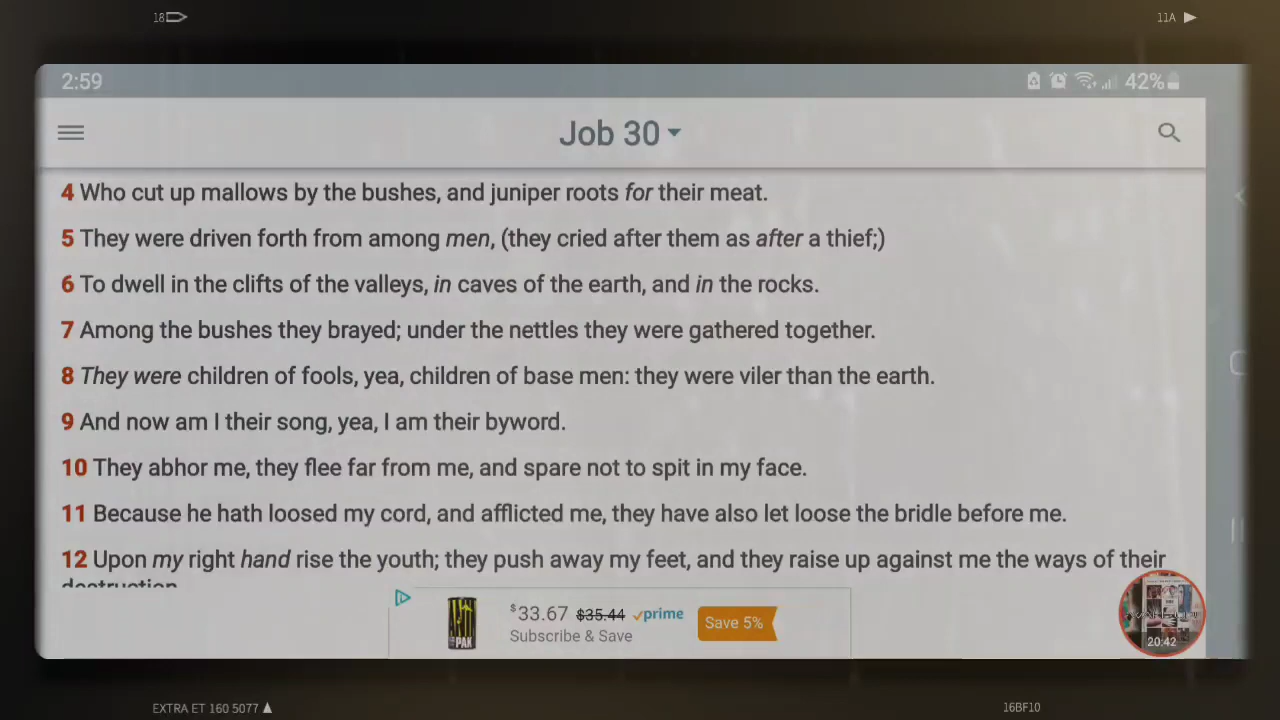 18
11A
2:59
42%
Job 30
4 Who cut up mallows by the bushes, and juniper roots for their meat.
5 They were driven forth from among men, (they cried after them as after a thief;)
6 To dwell in the clifts of the valleys, in caves of the earth, and in the rocks.
7 Among the bushes they brayed; under the nettles they were gathered together.
8 They were children of fools, yea, children of base men: they were viler than the earth.
9 And now am I their song, yea, I am their byword.
10 They abhor me, they flee far from me, and spare not to spit in my face.
11 Because he hath loosed my cord, and afflicted me, they have also let loose the bridle before me.
12 Upon my right hand rise the youth; they push away my feet, and they raise up against me the ways of their
destruction
PAK
$33.67 $35.44 prime
Subscribe & Save
Save 5%
20:42
EXTRA ET 160 5077
16BF10